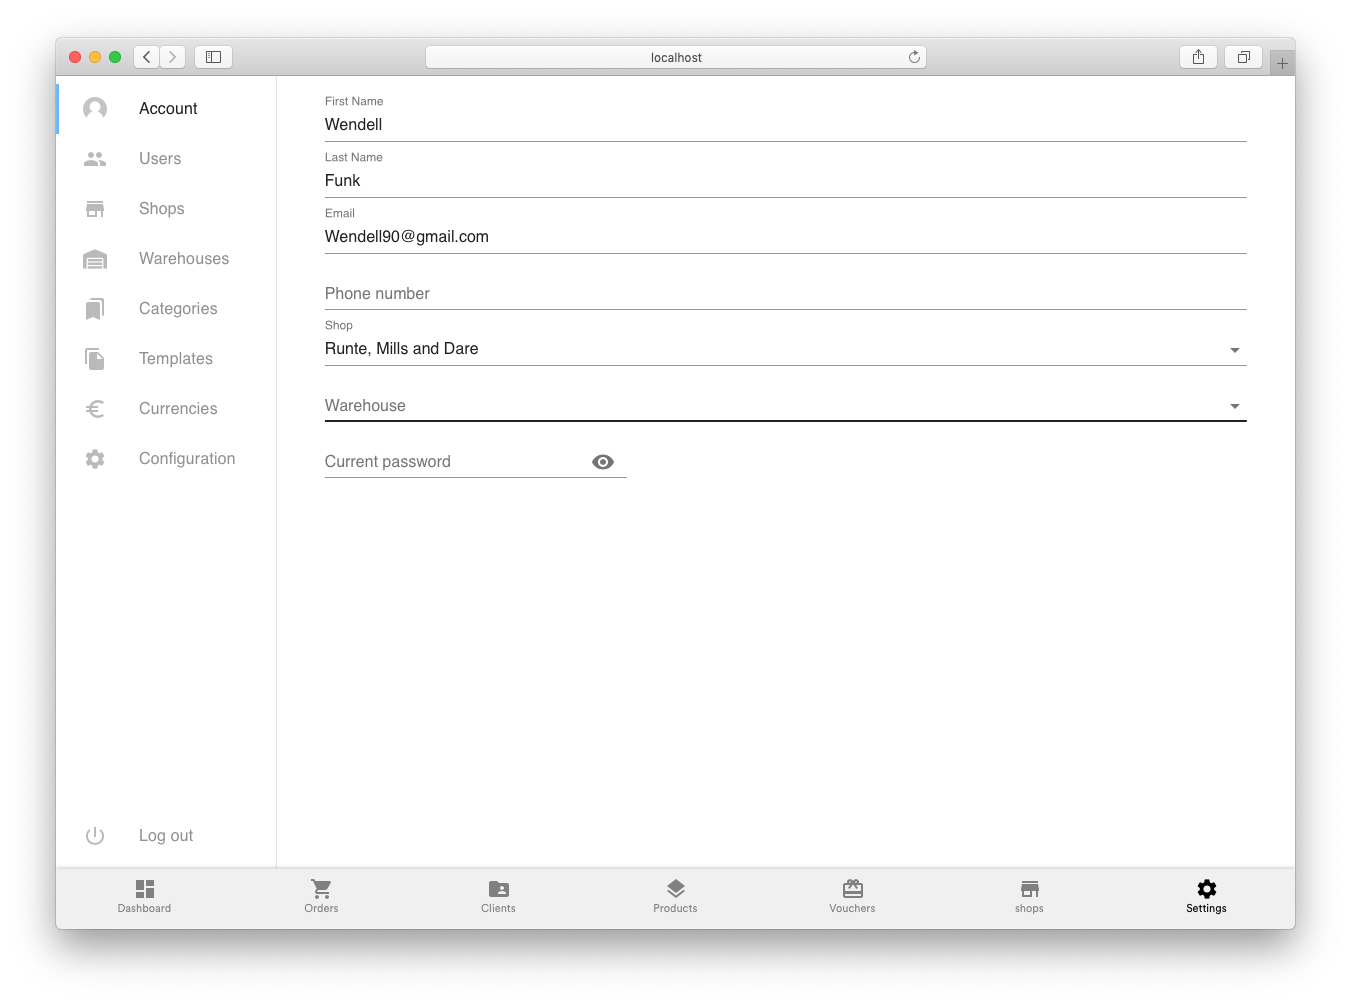 localhost
Account
Users
Shops
Warehouses
Categories
Templates
Currencies
Configuration
Log out
First Name
Wendell
Last Name
Funk
Email
Wendell90@gmail.com
Phone number
Shop
Runte, Mills and Dare
Warehouse
Current password
Dashboard
Orders
Clients
Products
Vouchers
shops
Settings